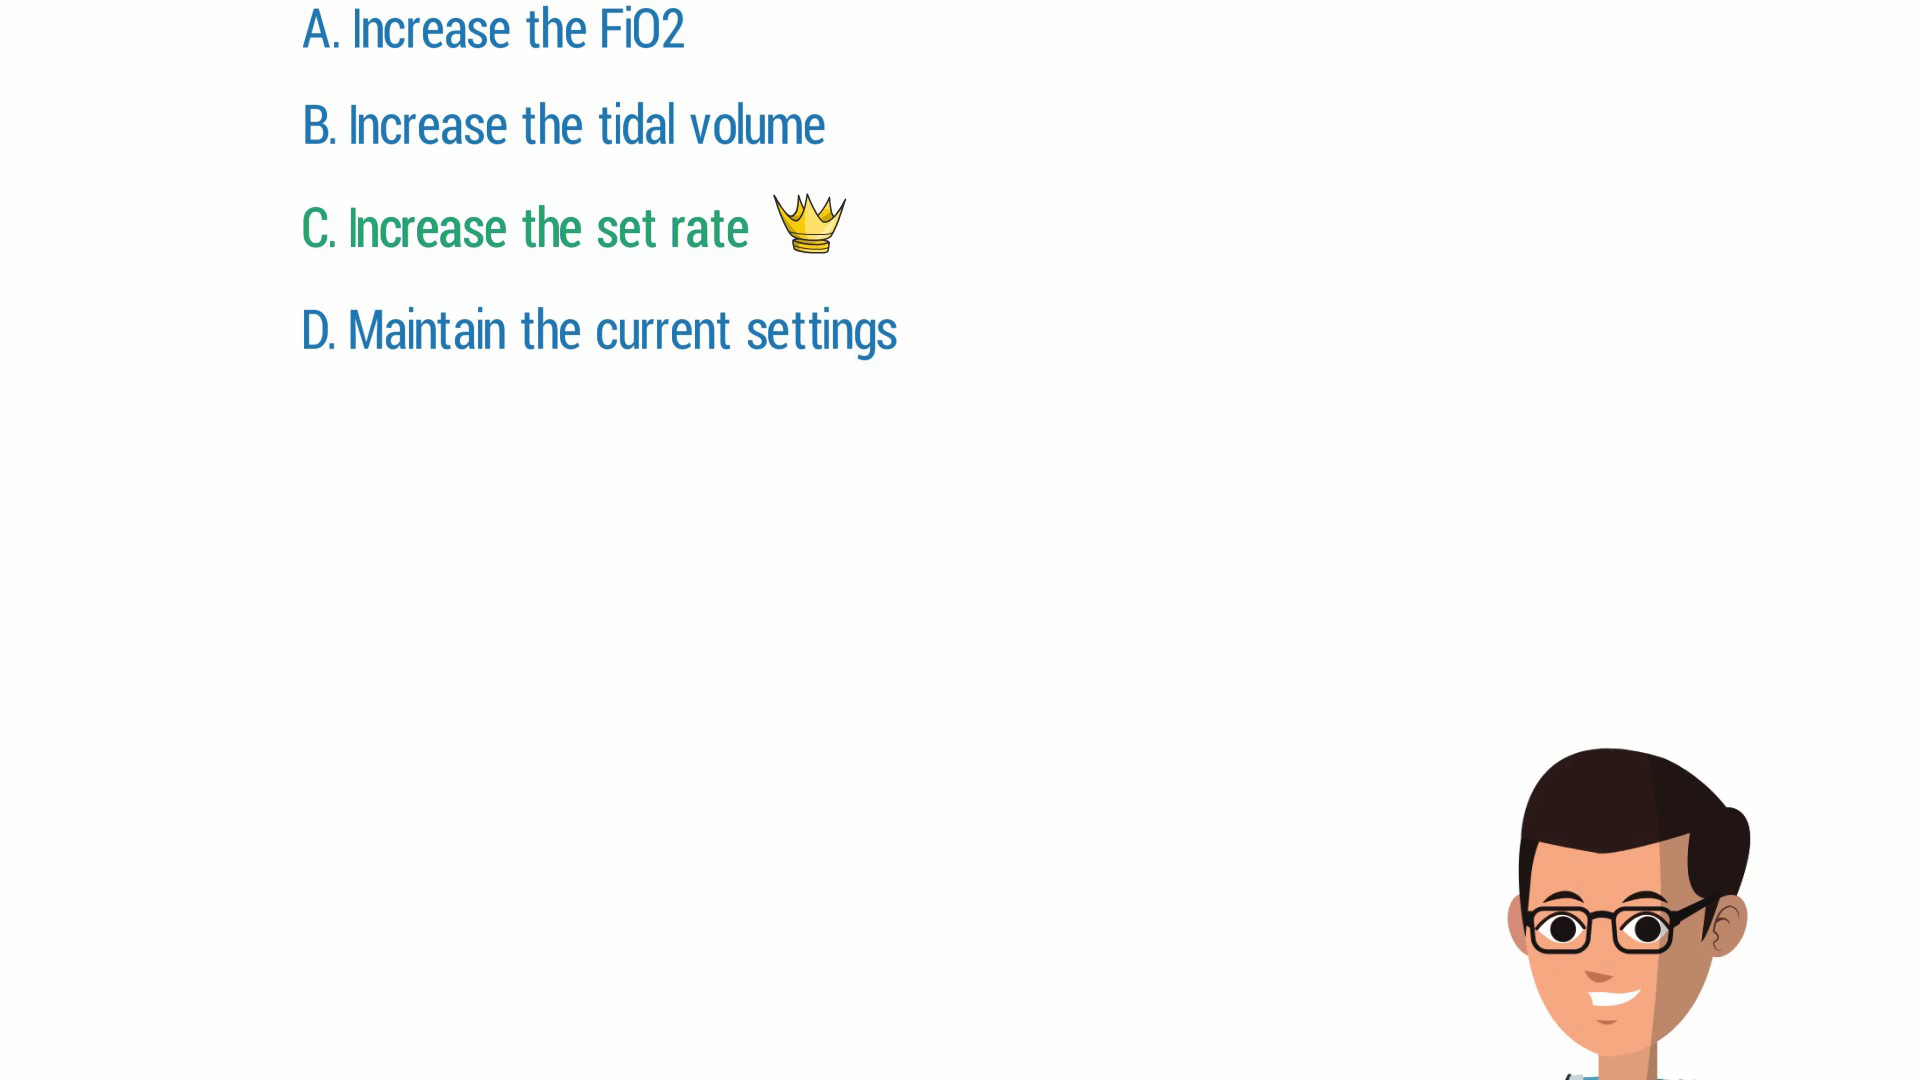 A. Increase the FiO2
B. Increase the tidal volume
C. Increase the set rate
D. Maintain the current settings